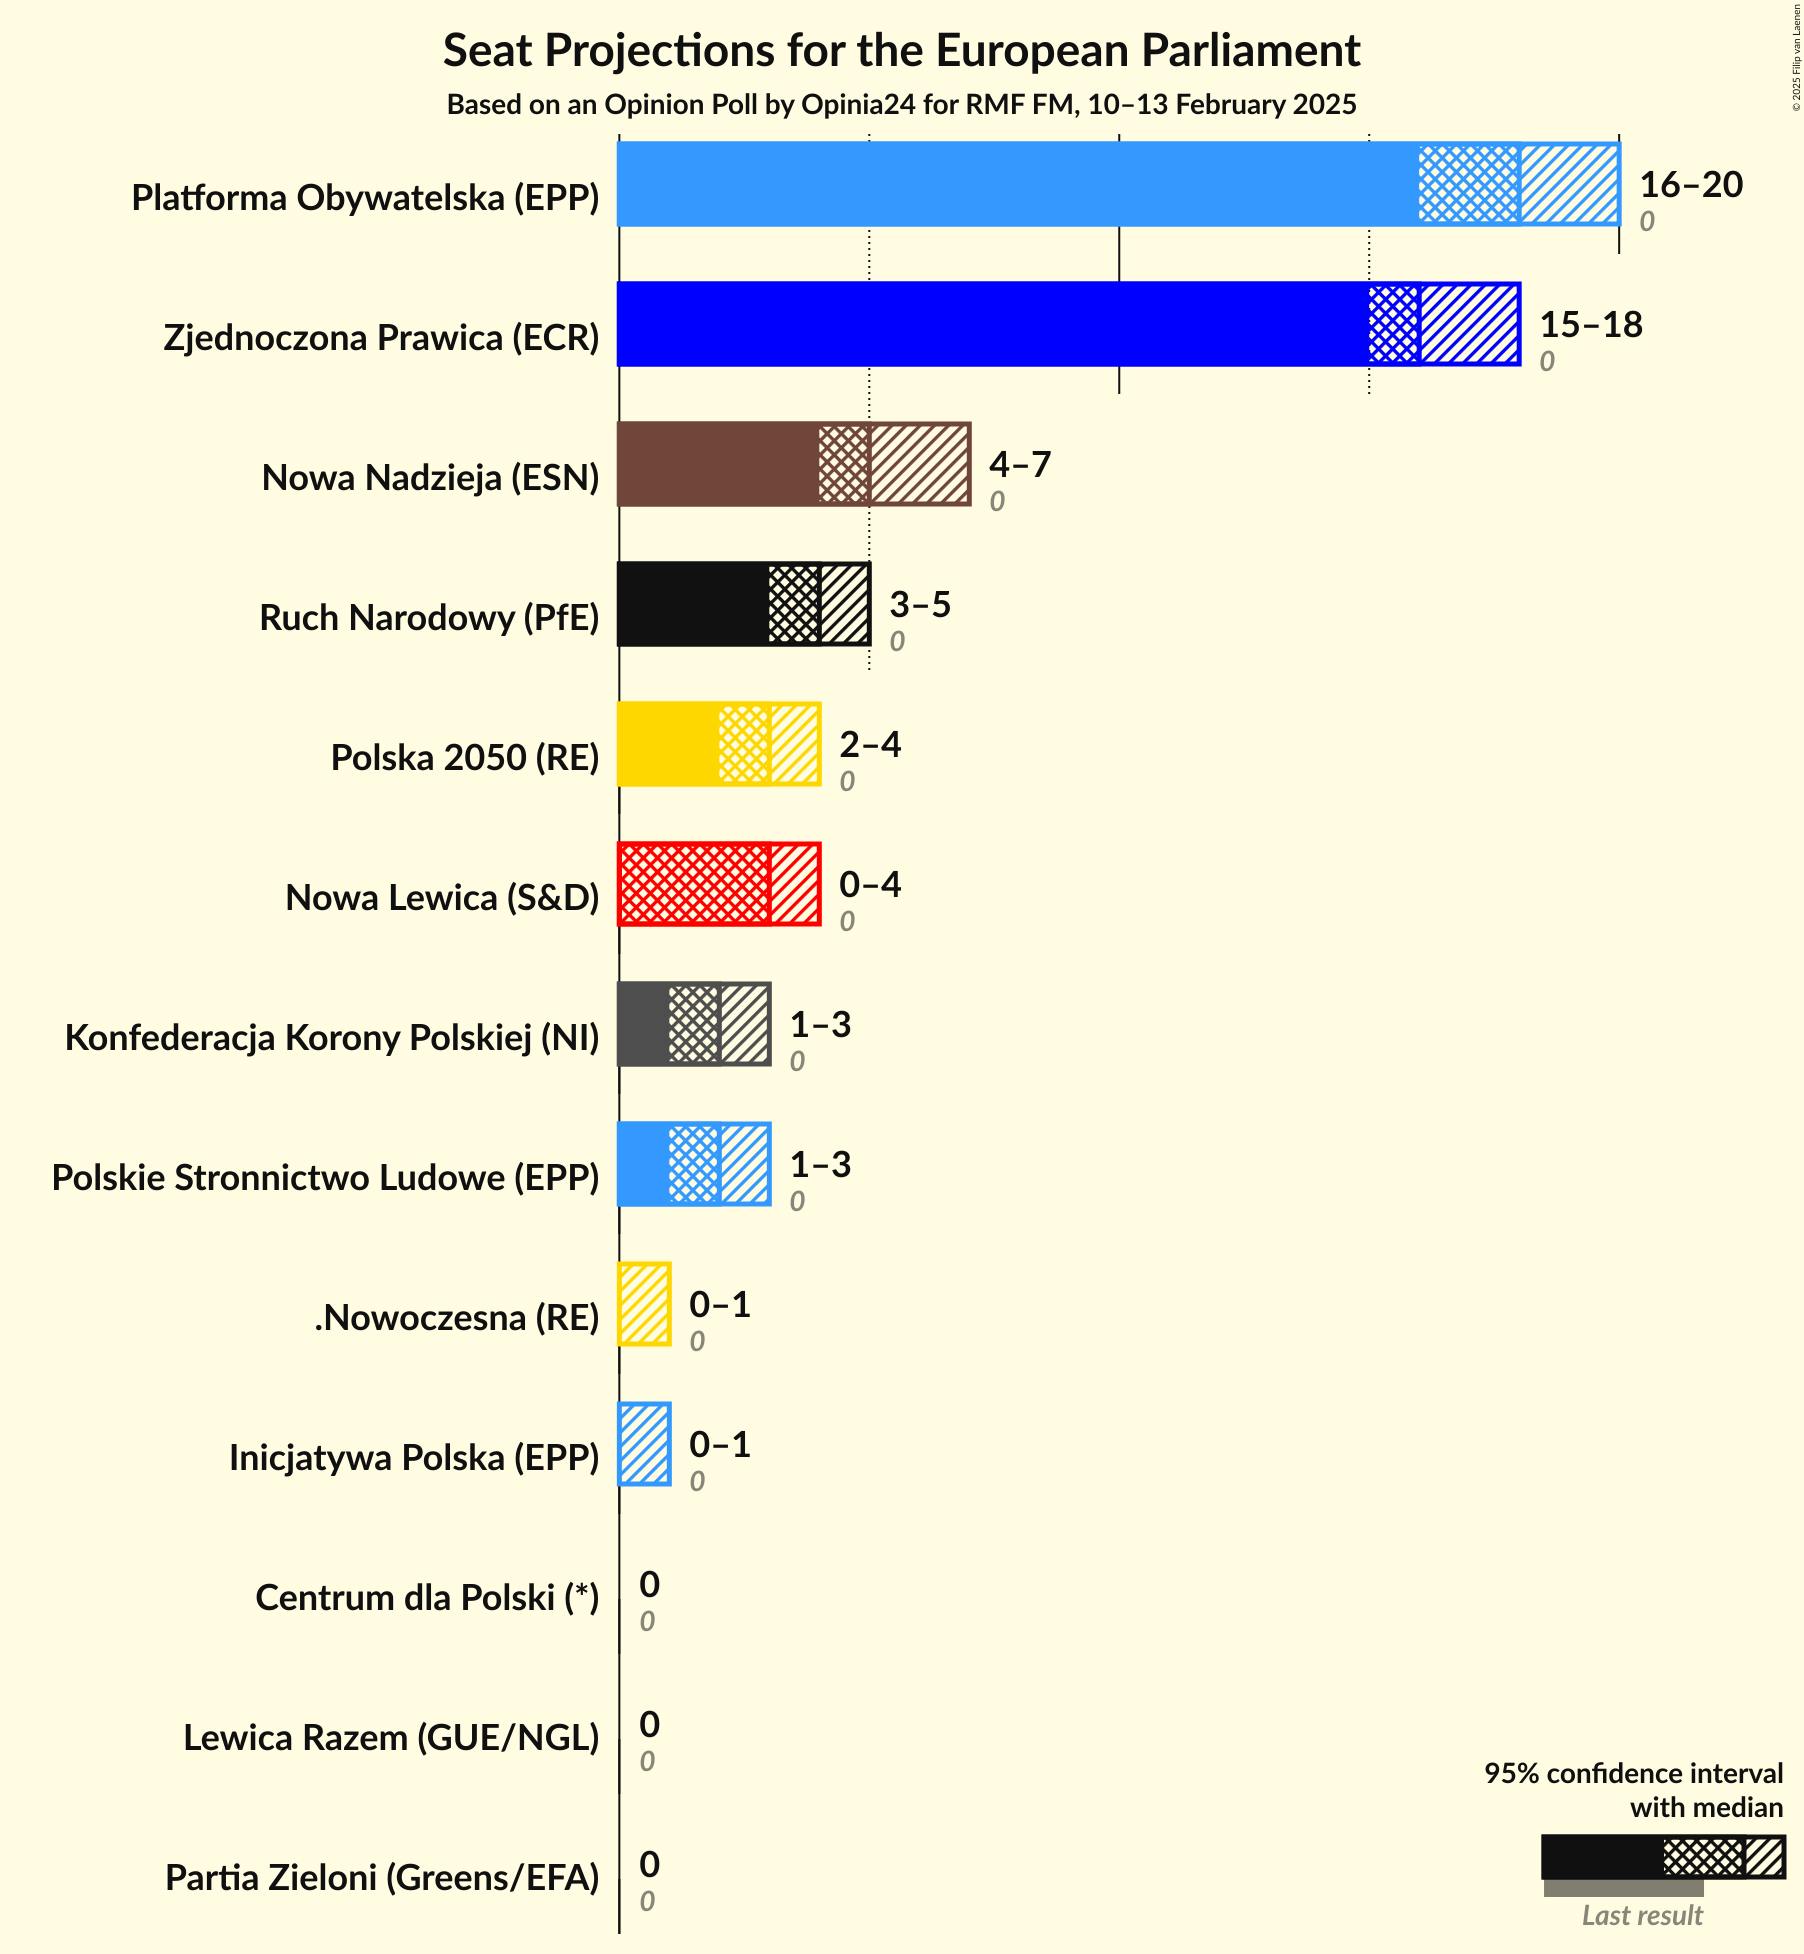 Seat Projections for the European Parliament
Based on an Opinion Poll by Opinia24 for RMF FM, 10–13 February 2025
© 2025 Filip van Laenen
Platforma Obywatelska (EPP)
16–20
0
Zjednoczona Prawica (ECR)
15–18
0
Nowa Nadzieja (ESN)
4–7
0
Ruch Narodowy (PfE)
3–5
0
Polska 2050 (RE)
2–4
0
Nowa Lewica (S&D)
0–4
0
Konfederacja Korony Polskiej (NI)
1–3
0
Polskie Stronnictwo Ludowe (EPP)
1–3
0
.Nowoczesna (RE)
0–1
0
Inicjatywa Polska (EPP)
0–1
0
Centrum dla Polski (*)
0
0
Lewica Razem (GUE/NGL)
0
0
Partia Zieloni (Greens/EFA)
0
0
95% confidence interval
with median
Last result